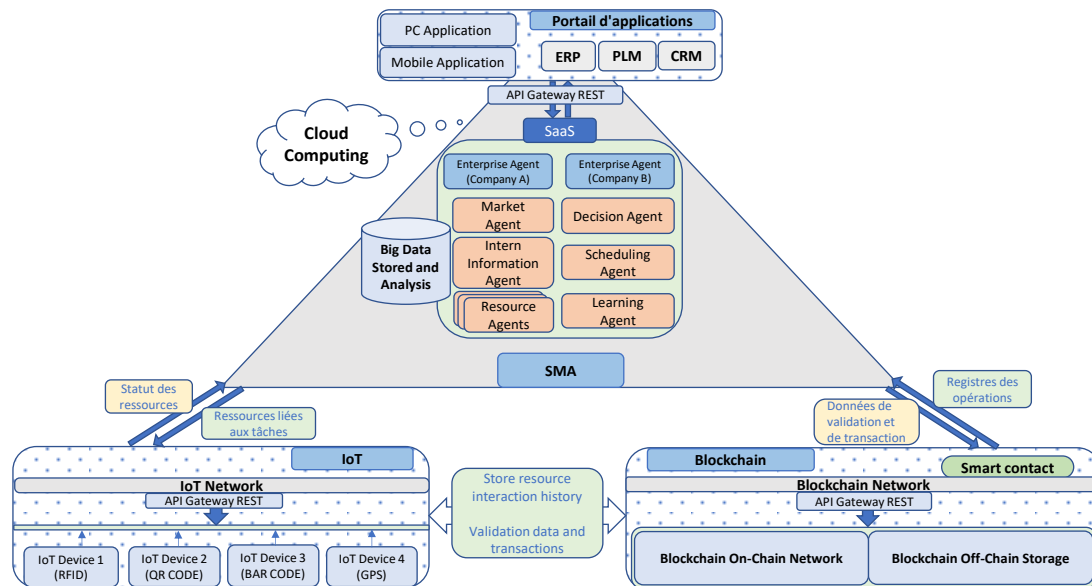 PC Application
Mobile Application
Portail d'applications
ERP
PLM
CRM
API Gateway REST
SaaS
Cloud
Computing
Enterprise Agent
(Company A)
Enterprise Agent
(Company B)
Market
Agent
Decision Agent
Big Data
Stored and
Analysis
Intern
Information
Agent
Scheduling
Agent
Resource
Agents
Learning
Agent
SMA
Statut des
ressources
Ressources liées
aux tâches
Registres des
opérations
Données de
validation et
de transaction
IoT
IoT Network
API Gateway REST
IoT Device 1
(RFID)
IoT Device 2
(QR CODE)
IoT Device 3
(BAR CODE)
IoT Device 4
(GPS)
Store resource
interaction history
Validation data and
transactions
Blockchain
Smart contact
Blockchain Network
API Gateway REST
Blockchain On-Chain Network
Blockchain Off-Chain Storage